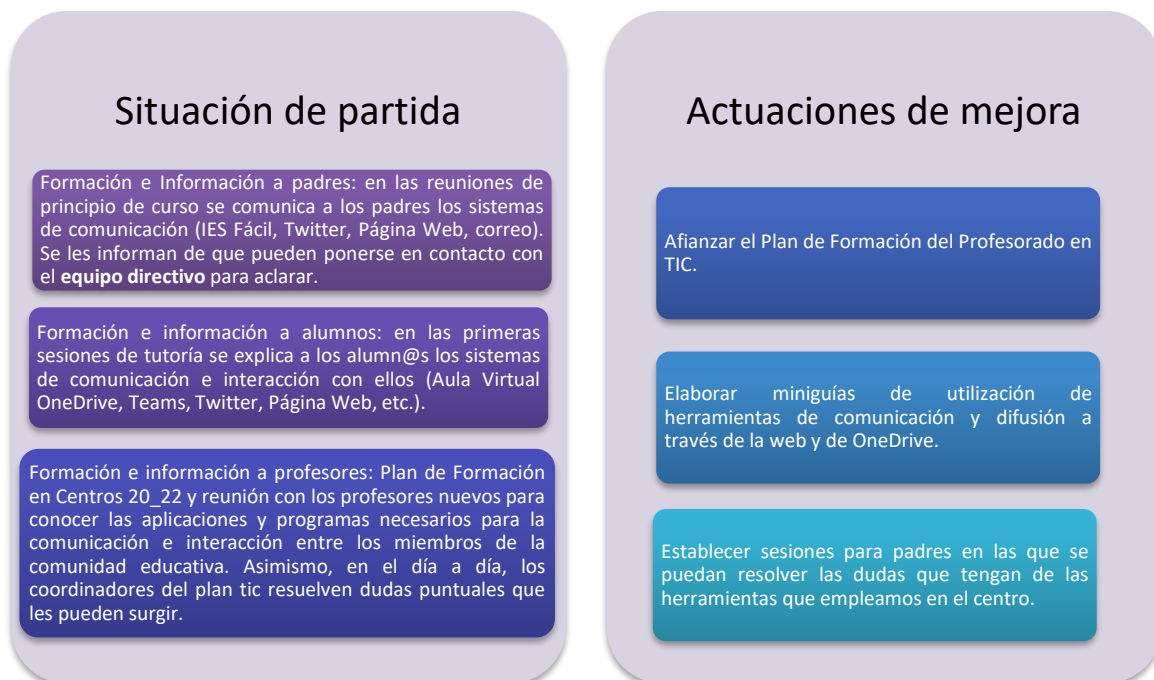 Situación de partida
Formación e Información a padres: en las reuniones de
principio de curso se comunica a los padres los sistemas
de comunicación (IES Fácil, Twitter, Página Web, correo).
Se les informan de que pueden ponerse en contacto con
el equipo directivo para aclarar.
Formación e información a alumnos: en las primeras
sesiones de tutoría se explica a los alumn@s los sistemas
de comunicación e interacción con ellos (Aula Virtual
OneDrive, Teams, Twitter, Página Web, etc.).
Formación e información a profesores: Plan de Formación
en Centros 20_22 y reunión con los profesores nuevos para
conocer las aplicaciones y programas necesarios para la
comunicación e interacción entre los miembros de la
comunidad educativa. Asimismo, en el día a día, los
coordinadores del plan tic resuelven dudas puntuales que
les pueden surgir.
Actuaciones de mejora
Afianzar el Plan de Formación del Profesorado en
TIC.
Elaborar miniguías de utilización de
herramientas de comunicación y difusión a
través de la web y de OneDrive.
Establecer sesiones para padres en las que se
puedan resolver las dudas que tengan de las
herramientas que empleamos en el centro.